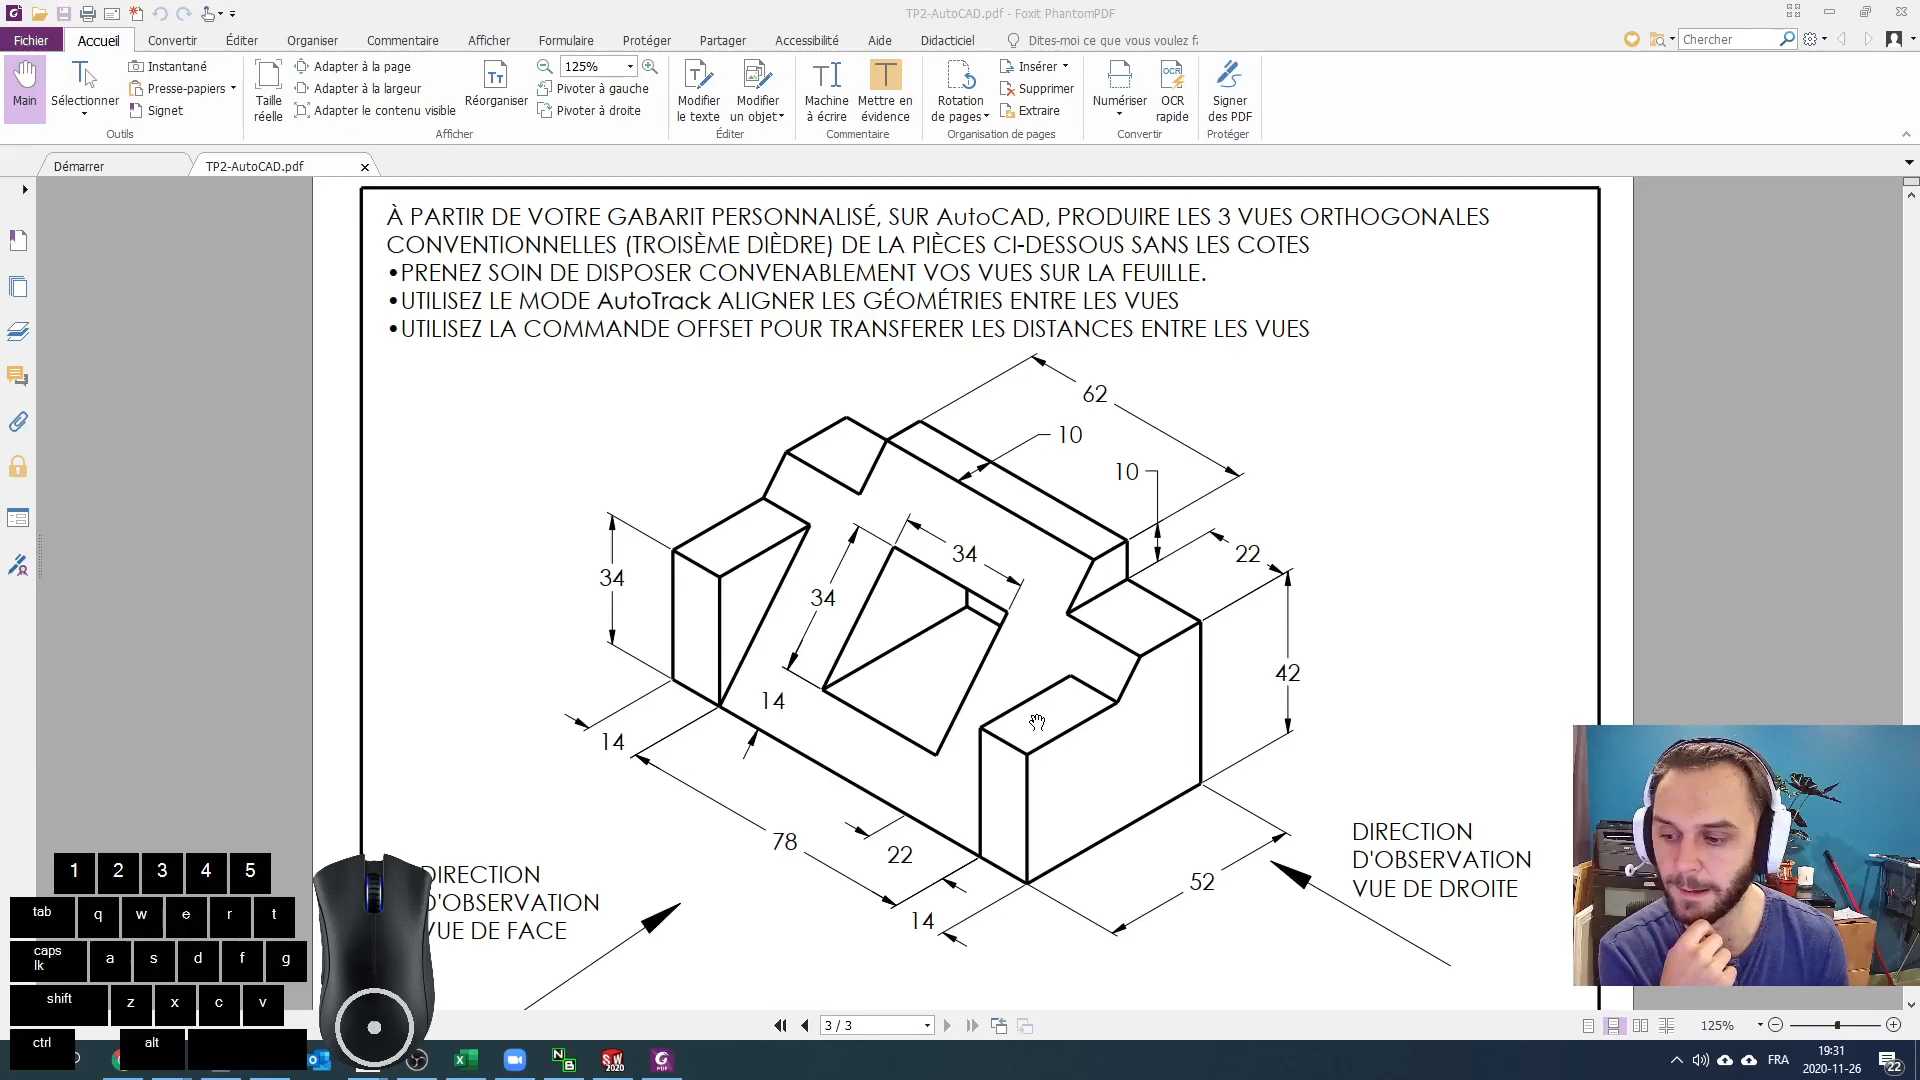 TP2-AutoCAD.pdf - Foxit PhantomPDF
Fichier Accueil Convertir Éditer Organiser Commentaire Afficher Formulaire Protéger Partager Accessibilité Aide Didacticiel Dites-moi ce que vous voulez fa Chercher
Main
Sélectionner
Instantané
Presse-papiers
Signet
Outils
Taille
réelle
Adapter à la page
Adapter à la largeur
Adapter le contenu visible
Réorganiser
125%
Pivoter à gauche
Pivoter à droite
Afficher
Modifier
le texte
Modifier
un objet
Éditer
Machine
à écrire
Mettre en
évidence
Commentaire
Rotation
de pages
Insérer
Supprimer
Extraire
Organisation de pages
Numériser
OCR
OCR
rapide
Convertir
Signer
des PDF
Protéger
Démarrer TP2-AutoCAD.pdf
À PARTIR DE VOTRE GABARIT PERSONNALISÉ, SUR AutoCAD, PRODUIRE LES 3 VUES ORTHOGONALES
CONVENTIONNELLES (TROISÈME DIÈDRE) DE LA PIÈCES CI-DESSOUS SANS LES COTES
•PRENEZ SOIN DE DISPOSER CONVENABLEMENT VOS VUES SUR LA FEUILLE.
•UTILISEZ LE MODE AutoTrack ALIGNER LES GÉOMÉTRIES ENTRE LES VUES
•UTILISEZ LA COMMANDE OFFSET POUR TRANSFERER LES DISTANCES ENTRE LES VUES
62
10
10
34
22
34
34
42
14
14
78
22
52
14
DIRECTION
D'OBSERVATION
VUE DE FACE
DIRECTION
D'OBSERVATION
VUE DE DROITE
1 2 3 4 5
tab q w e r t
caps
lk
a s d f g
shift z x c v
ctrl alt
3 / 3
125%
FRA
19:31
2020-11-26
22
SW
2020
N
B
PDF